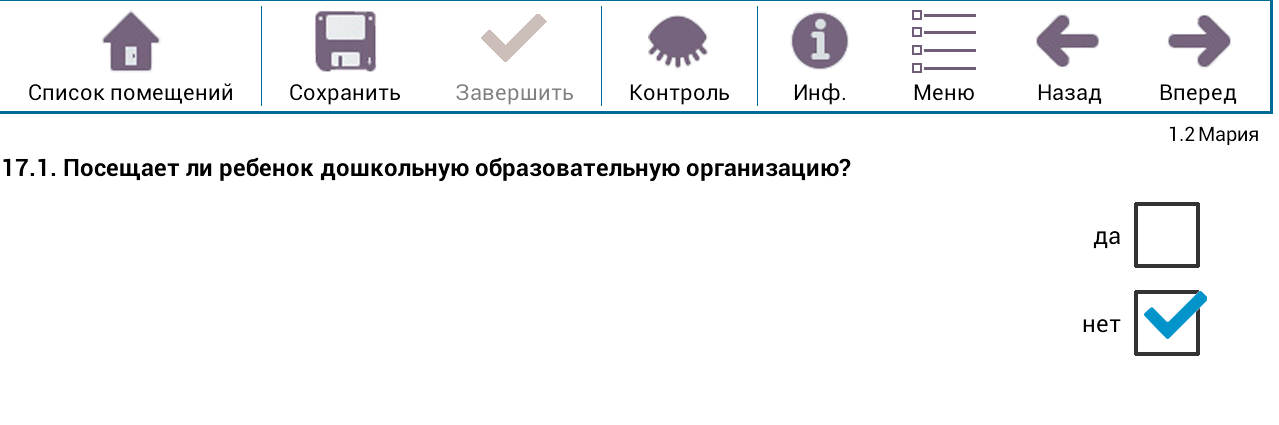 Список помещений Сохранить Завершить Контроль Инф. Меню Назад Вперед
1.2 Мария
17.1. Посещает ли ребенок дошкольную образовательную организацию?
да
нет